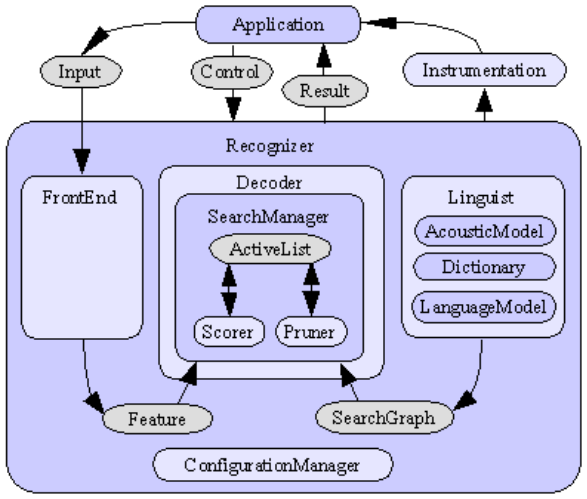 Application
Input
Control
Result
Instrumentation
Recognizer
FrontEnd
Decoder
SearchManager
ActiveList
Scorer
Pruner
Linguist
AcousticModel
Dictionary
LanguageModel
Feature
SearchGraph
ConfigurationManager